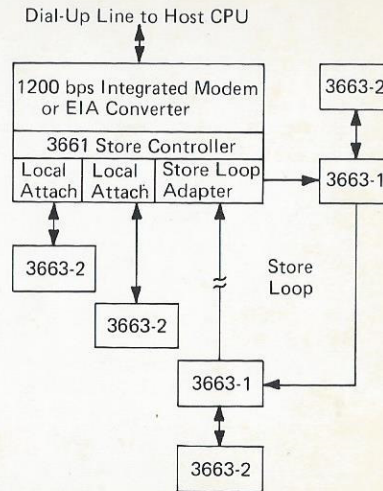 Dial-Up Line to Host CPU
1200 bps Integrated Modem
or EIA Converter
3663-2
3661 Store Controller
Local
Attach
Local
Attach
Store Loop
Adapter
3663-1
3663-2
3663-2
Store
Loop
3663-1
3663-2